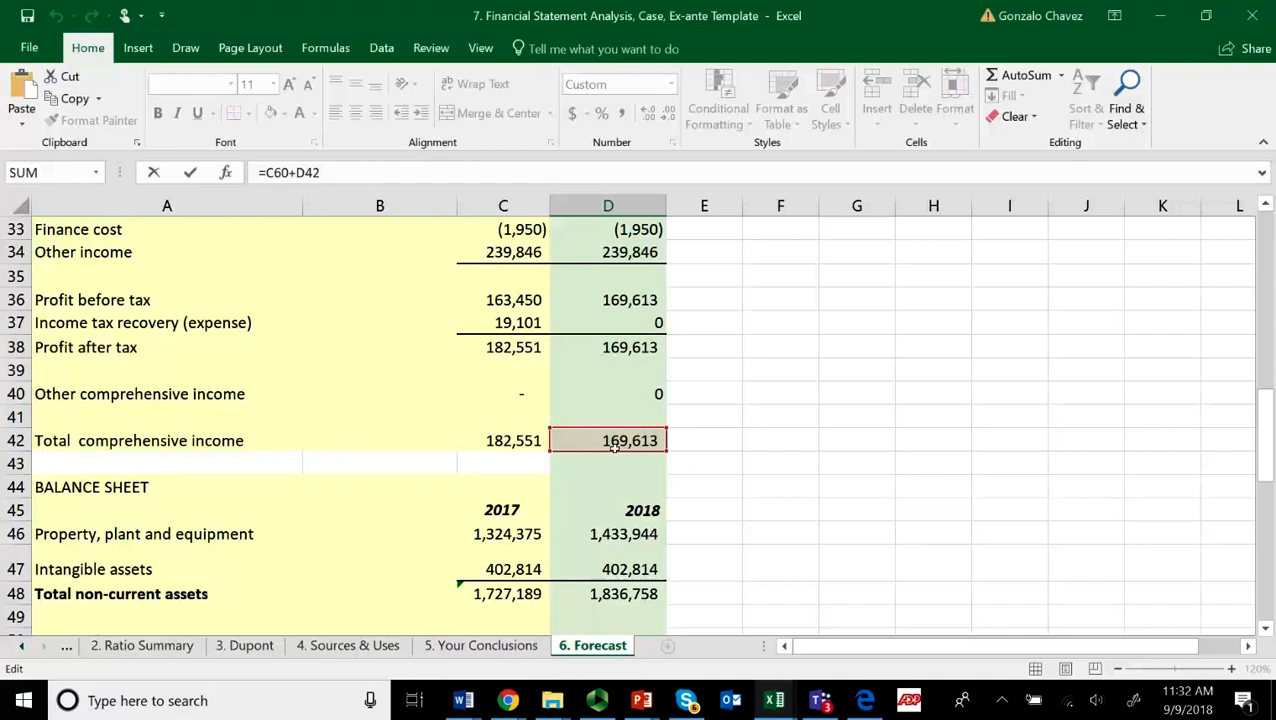 7. Financial Statement Analysis, Case, Ex-ante Template - Excel
Gonzalo Chavez
File Home Insert Draw Page Layout Formulas Data Review View Tell me what you want to do Share
Paste
Cut
Copy
Format Painter
Clipboard
11
B I U
Font
Wrap Text
Merge & Center
Alignment
Custom
$ % ,
Number
Conditional Formatting
Format as Table
Cell Styles
Styles
Insert Delete Format
Cells
AutoSum
Fill
Clear
Sort & Filter
Find & Select
Editing
SUM fx =C60+D42
A B C D E F G H I J K L
33 Finance cost (1,950) (1,950)
34 Other income 239,846 239,846
35
36 Profit before tax 163,450 169,613
37 Income tax recovery (expense) 19,101 0
38 Profit after tax 182,551 169,613
39
40 Other comprehensive income - 0
41
42 Total comprehensive income 182,551 169,613
43
44 BALANCE SHEET
45 2017 2018
46 Property, plant and equipment 1,324,375 1,433,944
47 Intangible assets 402,814 402,814
48 Total non-current assets 1,727,189 1,836,758
49
... 2. Ratio Summary 3. Dupont 4. Sources & Uses 5. Your Conclusions 6. Forecast
Edit 120%
Type here to search
11:32 AM
9/9/2018